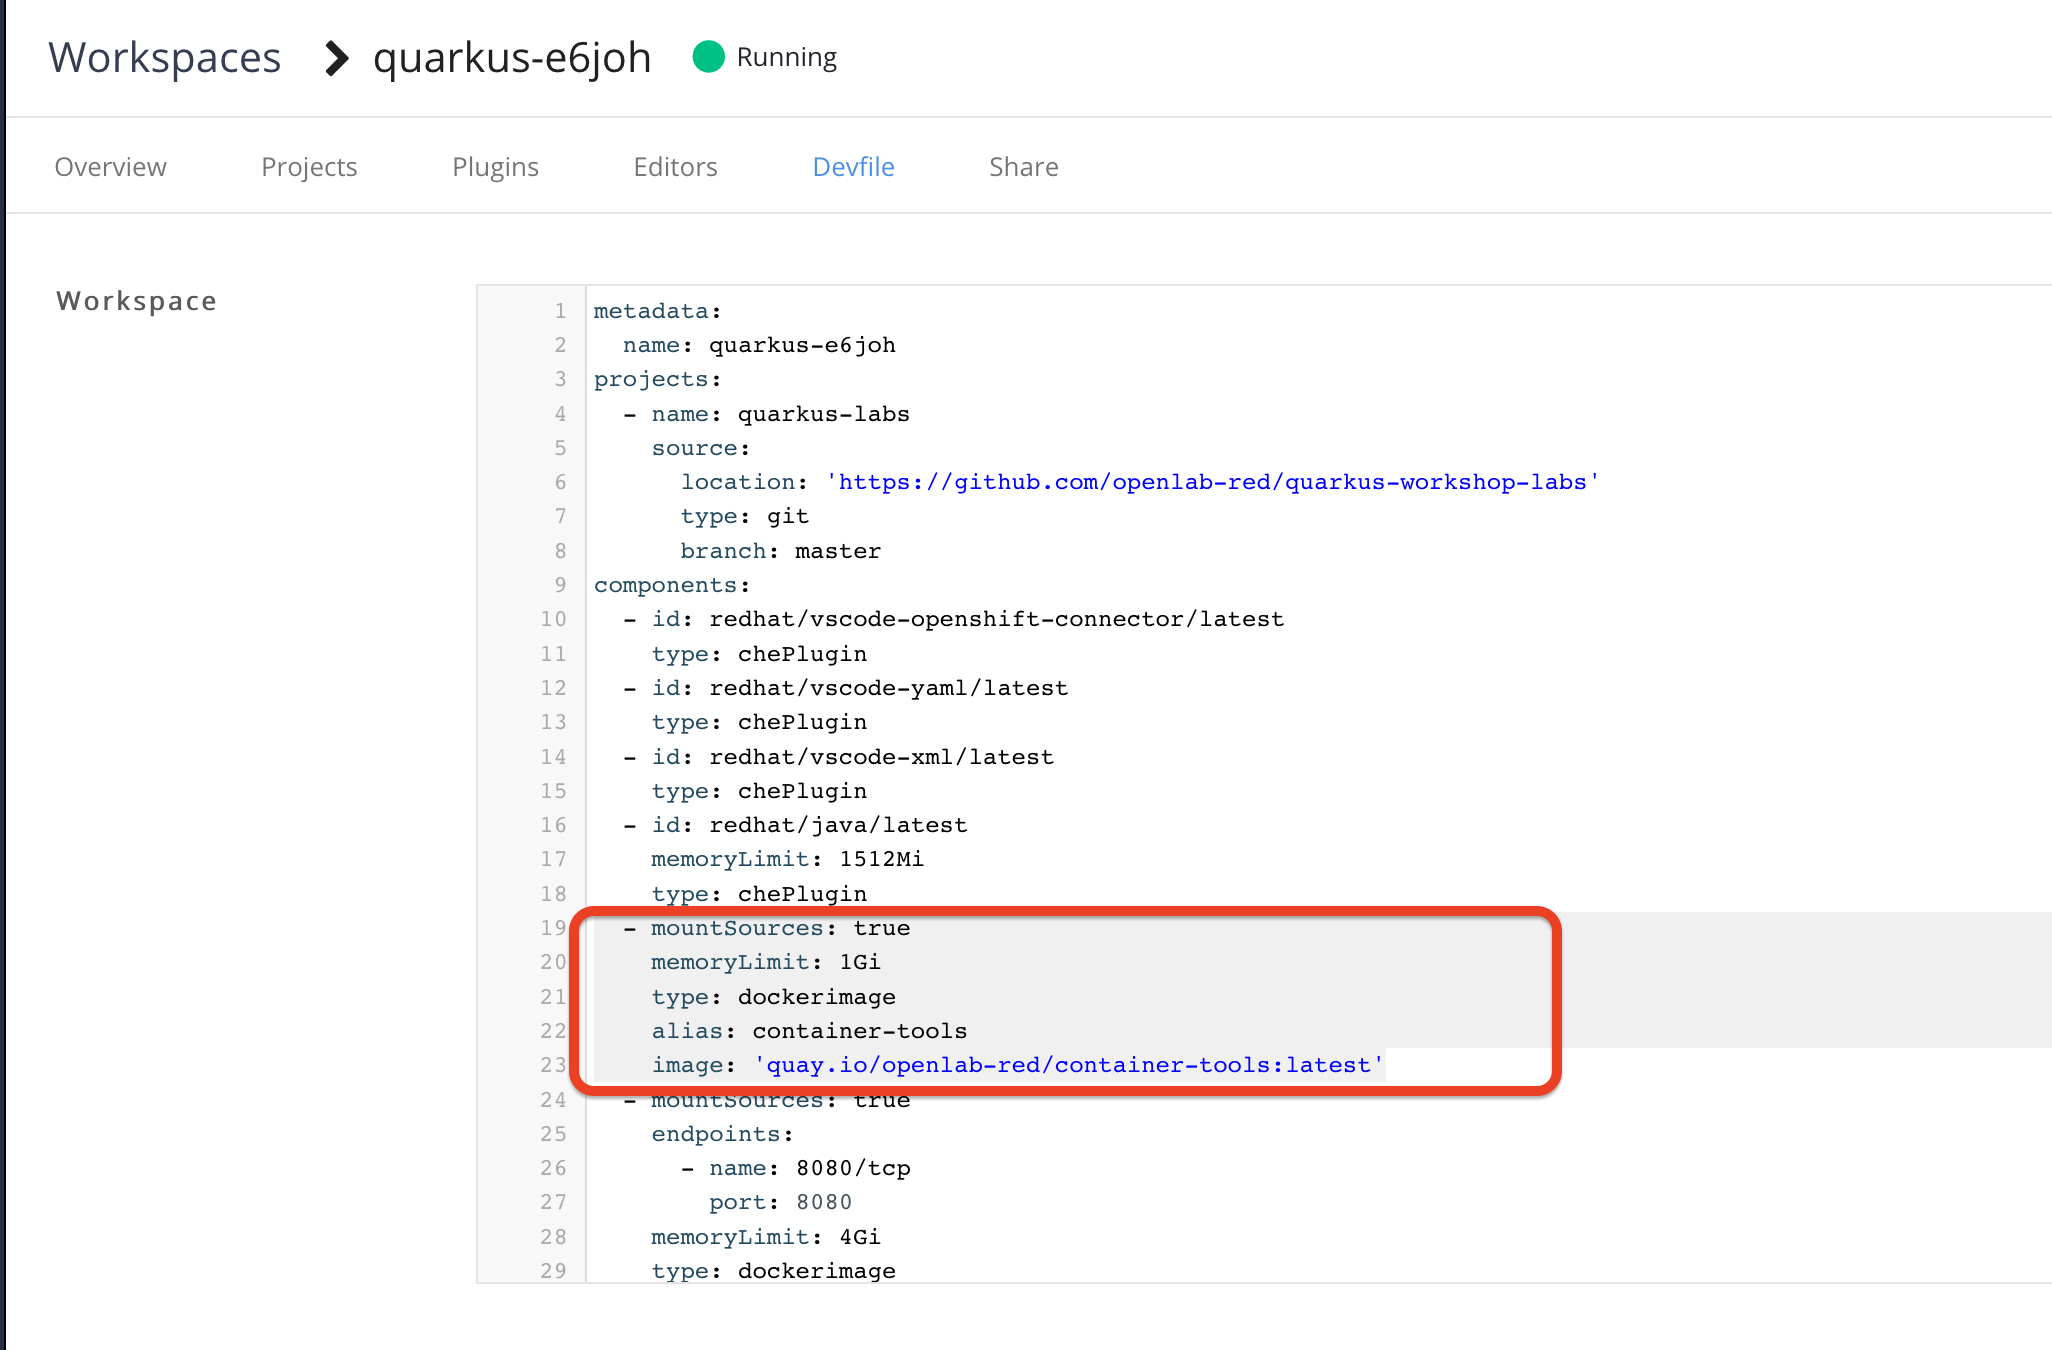 Workspaces quarkus-e6joh Running
Overview Projects Plugins Editors Devfile Share
Workspace
1 metadata:
2   name: quarkus-e6joh
3 projects:
4   - name: quarkus-labs
5     source:
6       location: 'https://github.com/openlab-red/quarkus-workshop-labs'
7       type: git
8       branch: master
9 components:
10   - id: redhat/vscode-openshift-connector/latest
11     type: chePlugin
12   - id: redhat/vscode-yaml/latest
13     type: chePlugin
14   - id: redhat/vscode-xml/latest
15     type: chePlugin
16   - id: redhat/java/latest
17     memoryLimit: 1512Mi
18     type: chePlugin
19   - mountSources: true
20     memoryLimit: 1Gi
21     type: dockerimage
22     alias: container-tools
23     image: 'quay.io/openlab-red/container-tools:latest'
24   - mountSources: true
25     endpoints:
26       - name: 8080/tcp
27         port: 8080
28     memoryLimit: 4Gi
29     type: dockerimage